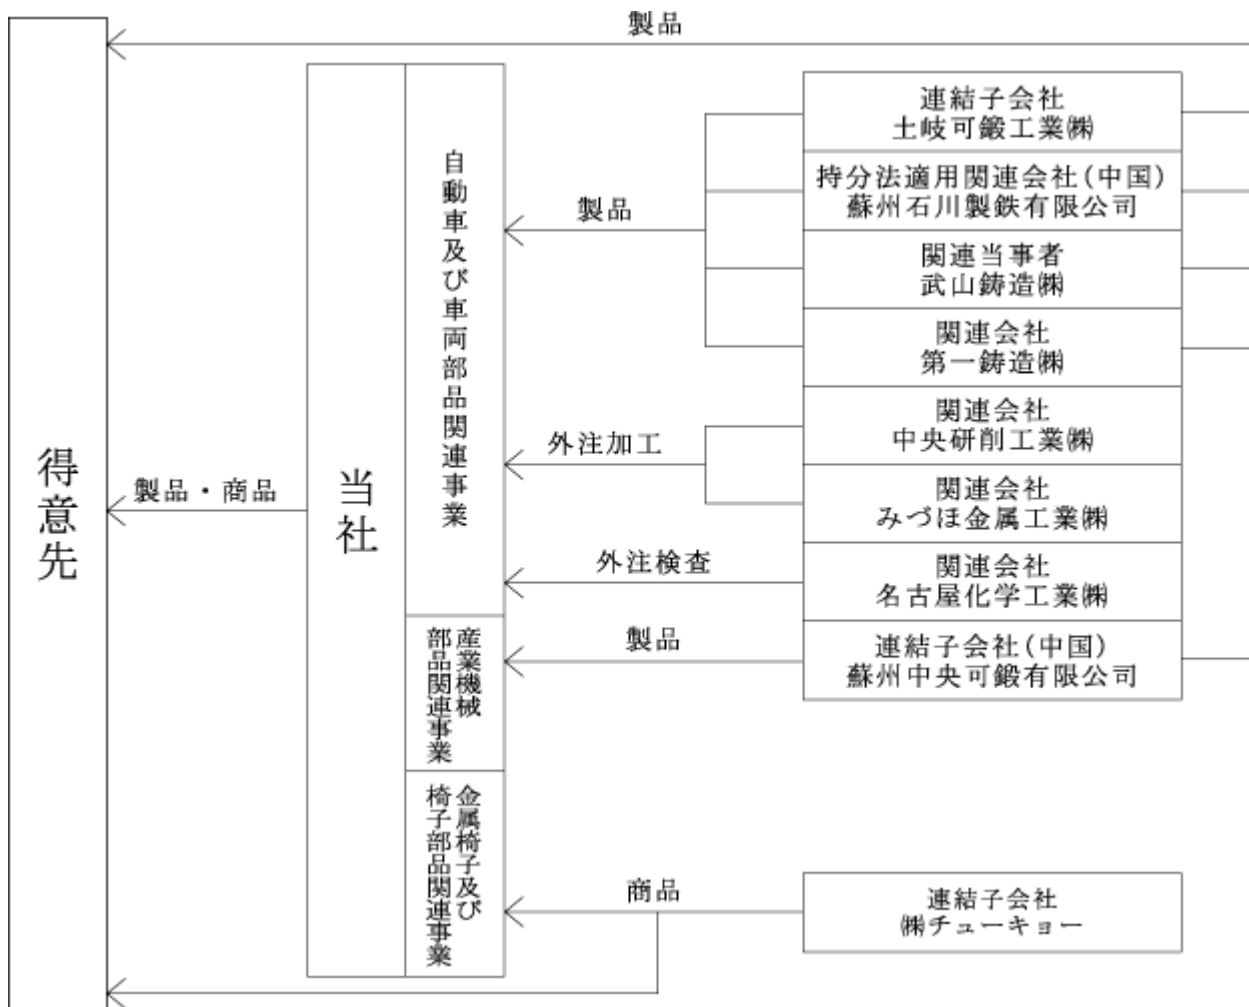 製品
得意先
製品・商品
当社
自動車及び車両部品関連事業
産業機械
部品関連事業
金属椅子及び
椅子部品関連事業
製品
外注加工
外注検査
製品
商品
連結子会社
土岐可鍛工業㈱
持分法適用関連会社(中国)
蘇州石川製鉄有限公司
関連当事者
武山鋳造㈱
関連会社
第一鋳造㈱
関連会社
中央研削工業㈱
関連会社
みづほ金属工業㈱
関連会社
名古屋化学工業㈱
連結子会社(中国)
蘇州中央可鍛有限公司
連結子会社
㈱チューキョー